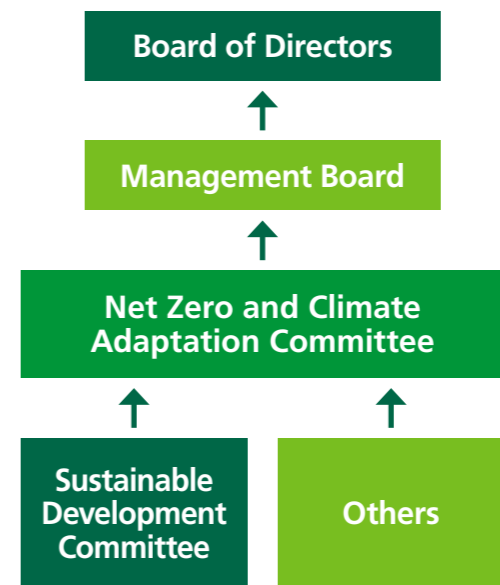 Board of Directors
Management Board
Net Zero and Climate
Adaptation Committee
Sustainable
Development
Committee
Others